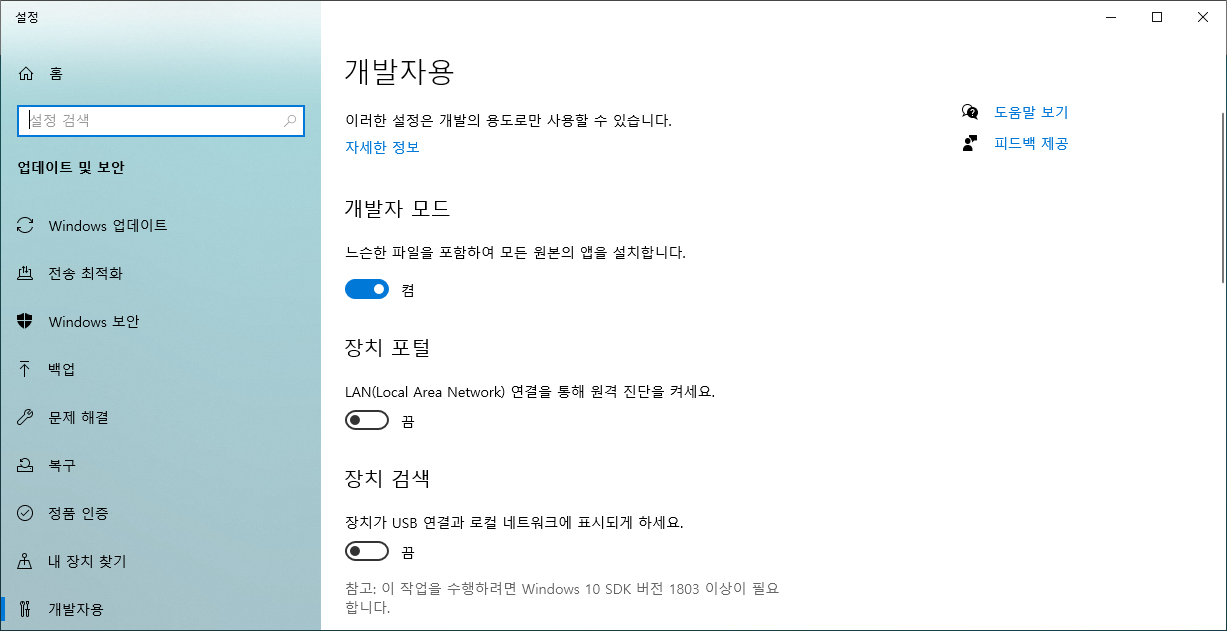 설정
홈
설정 검색
업데이트 및 보안
Windows 업데이트
전송 최적화
Windows 보안
백업
문제 해결
복구
정품 인증
내 장치 찾기
개발자용
개발자용
이러한 설정은 개발의 용도로만 사용할 수 있습니다.
자세한 정보
개발자 모드
느슨한 파일을 포함하여 모든 원본의 앱을 설치합니다.
켬
장치 포털
LAN(Local Area Network) 연결을 통해 원격 진단을 켜세요.
끔
장치 검색
장치가 USB 연결과 로컬 네트워크에 표시되게 하세요.
끔
참고: 이 작업을 수행하려면 Windows 10 SDK 버전 1803 이상이 필요
합니다.
도움말 보기
피드백 제공